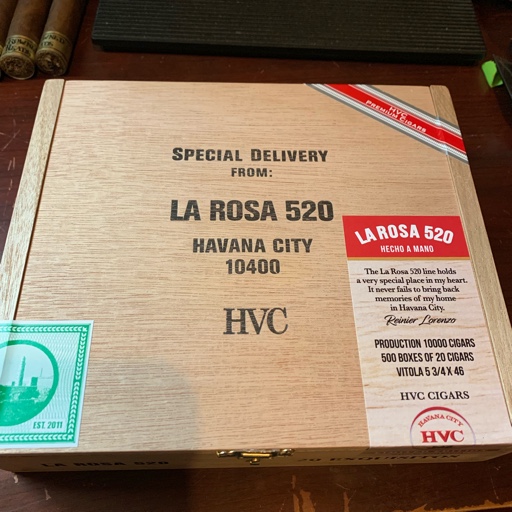 HVC
PREMIUM CIGARS
SPECIAL DELIVERY
FROM:
LA ROSA 520
HAVANA CITY
10400
HVC
LA ROSA 520
HECHO A MANO
The La Rosa 520 line holds
a very special place in my heart.
It never fails to bring back
memories of my home
in Havana City.
Reinier Lorenzo
PRODUCTION 10000 CIGARS
500 BOXES OF 20 CIGARS
VITOLA 5 3/4 X 46
HVC CIGARS
HAVANA CITY
HVC
EST. 2011
LA ROSA 520
20